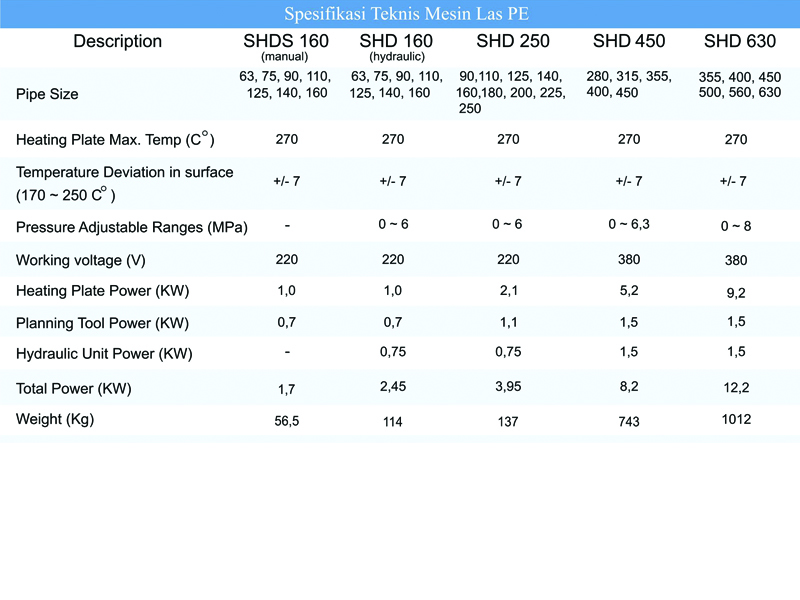 Spesifikasi Teknis Mesin Las PE
Description SHDS 160 SHD 160 SHD 250 SHD 450 SHD 630
(manual) (hydraulic)
Pipe Size
63, 75, 90, 110,
125, 140, 160
63, 75, 90, 110,
125, 140, 160
90,110, 125, 140,
160,180, 200, 225,
250
280, 315, 355,
400, 450
355, 400, 450
500, 560, 630
Heating Plate Max. Temp (C°) 270 270 270 270 270
Temperature Deviation in surface
(170 ~ 250 C° )
+/- 7 +/- 7 +/- 7 +/- 7 +/- 7
Pressure Adjustable Ranges (MPa) - 0 ~ 6 0 ~ 6 0 ~ 6,3 0 ~ 8
Working voltage (V) 220 220 220 380 380
Heating Plate Power (KW) 1,0 1,0 2,1 5,2 9,2
Planning Tool Power (KW) 0,7 0,7 1,1 1,5 1,5
Hydraulic Unit Power (KW) - 0,75 0,75 1,5 1,5
Total Power (KW) 1,7 2,45 3,95 8,2 12,2
Weight (Kg) 56,5 114 137 743 1012